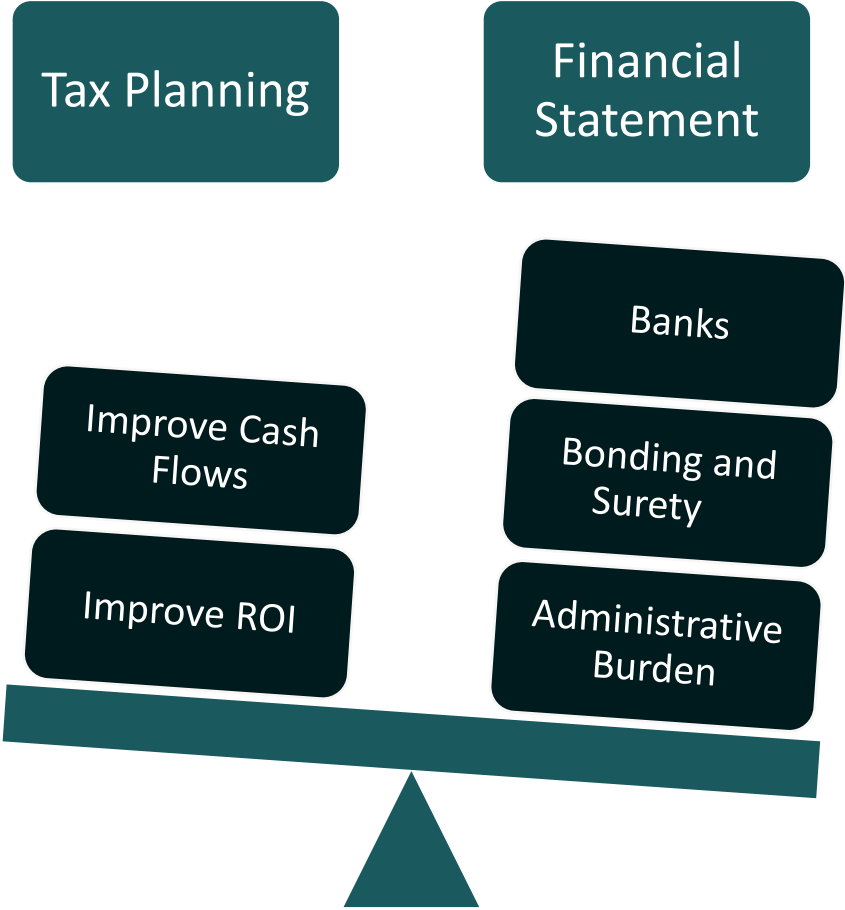 Tax Planning
Financial
Statement
Improve Cash
Flows
Improve ROI
Banks
Bonding and
Surety
Administrative
Burden